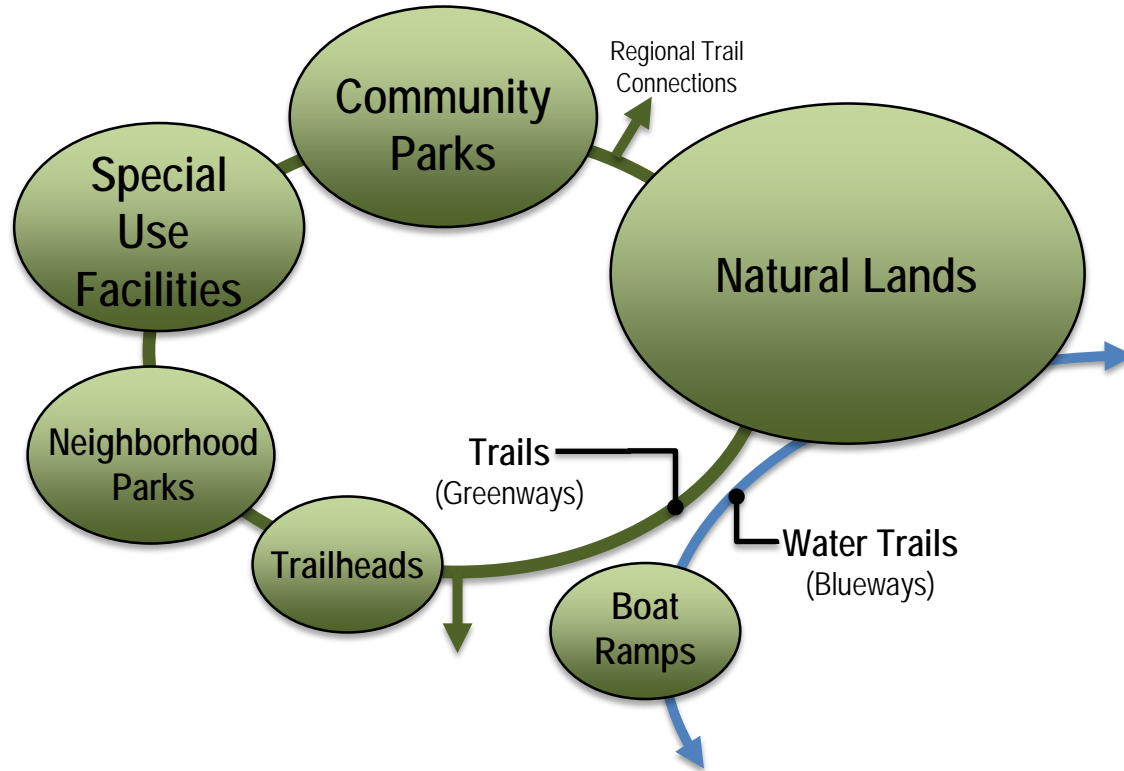 Regional Trail
Connections
Community
Parks
Special
Use
Facilities
Natural Lands
Neighborhood
Parks
Trails
(Greenways)
Trailheads
Water Trails
(Blueways)
Boat
Ramps